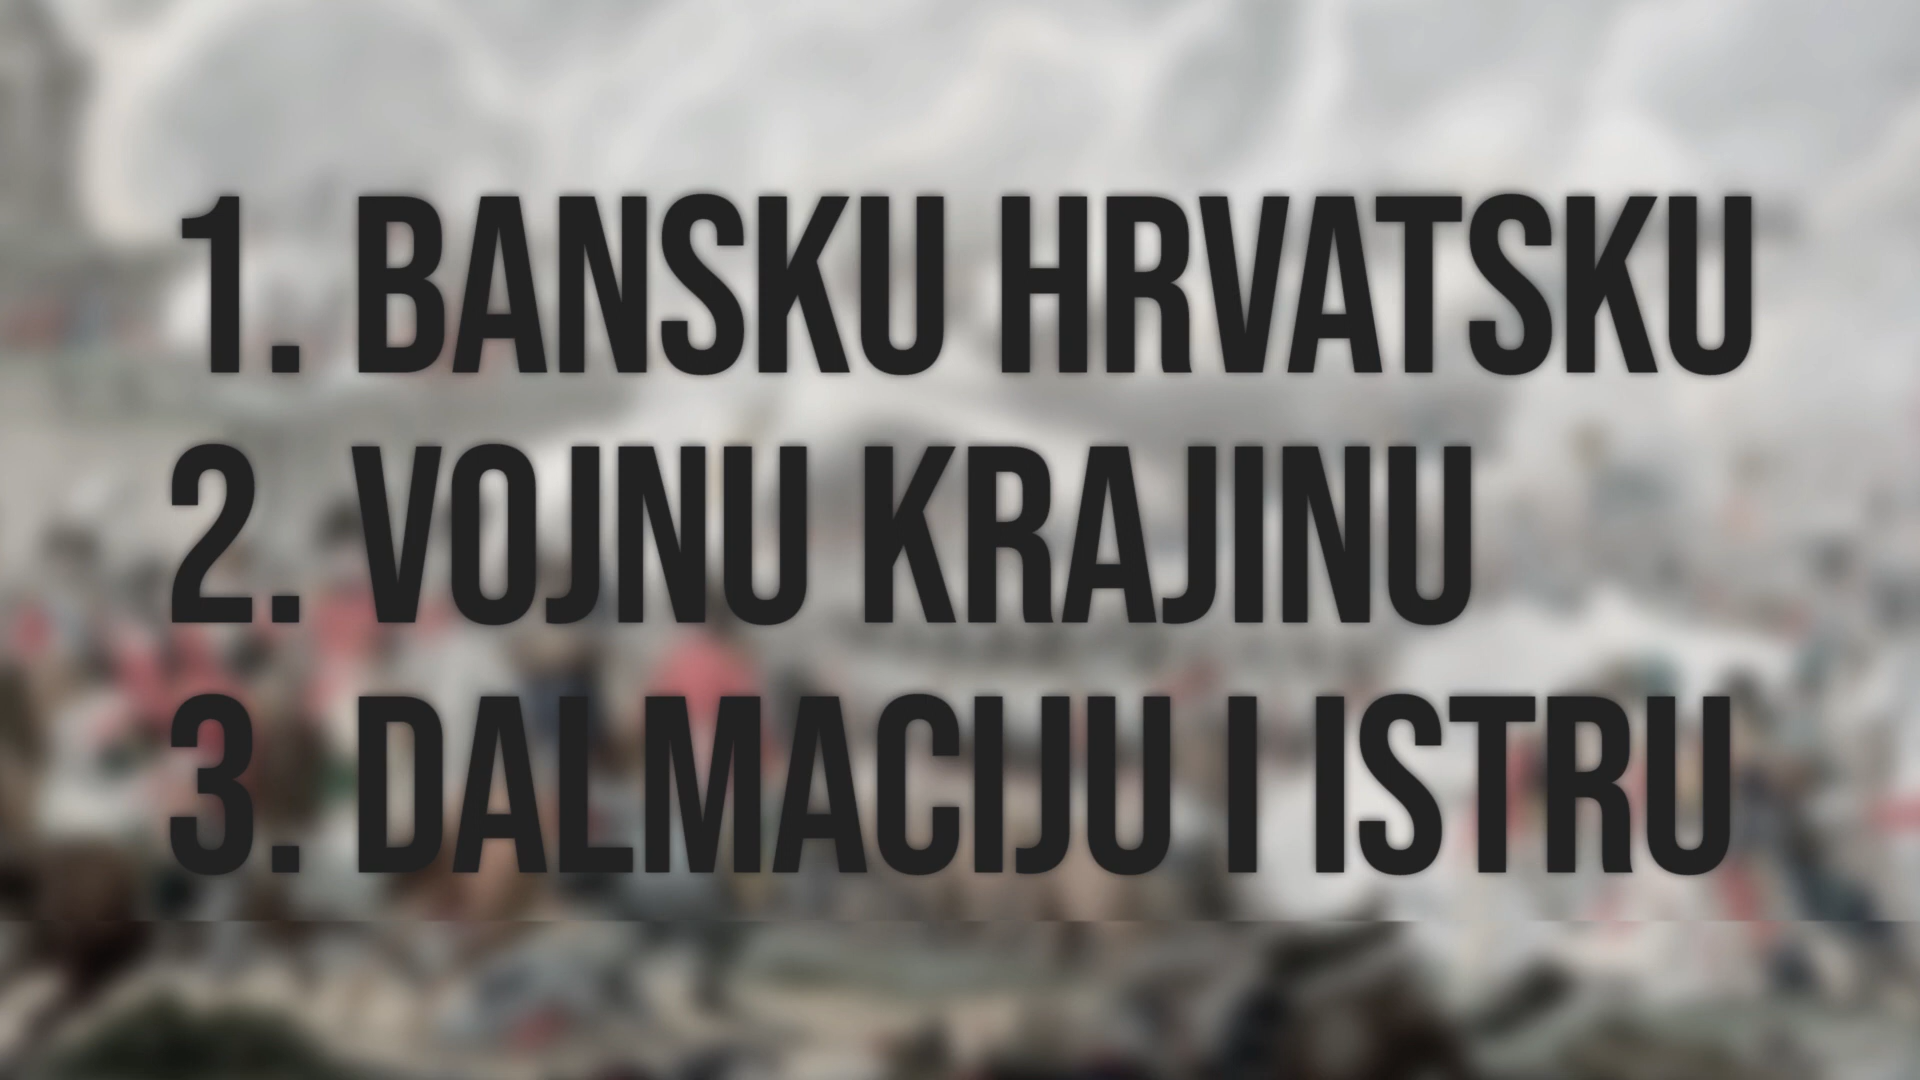 1. BANSKU HRVATSKU
2. VOJNU KRAJINU
3. DALMACIJU I ISTRU